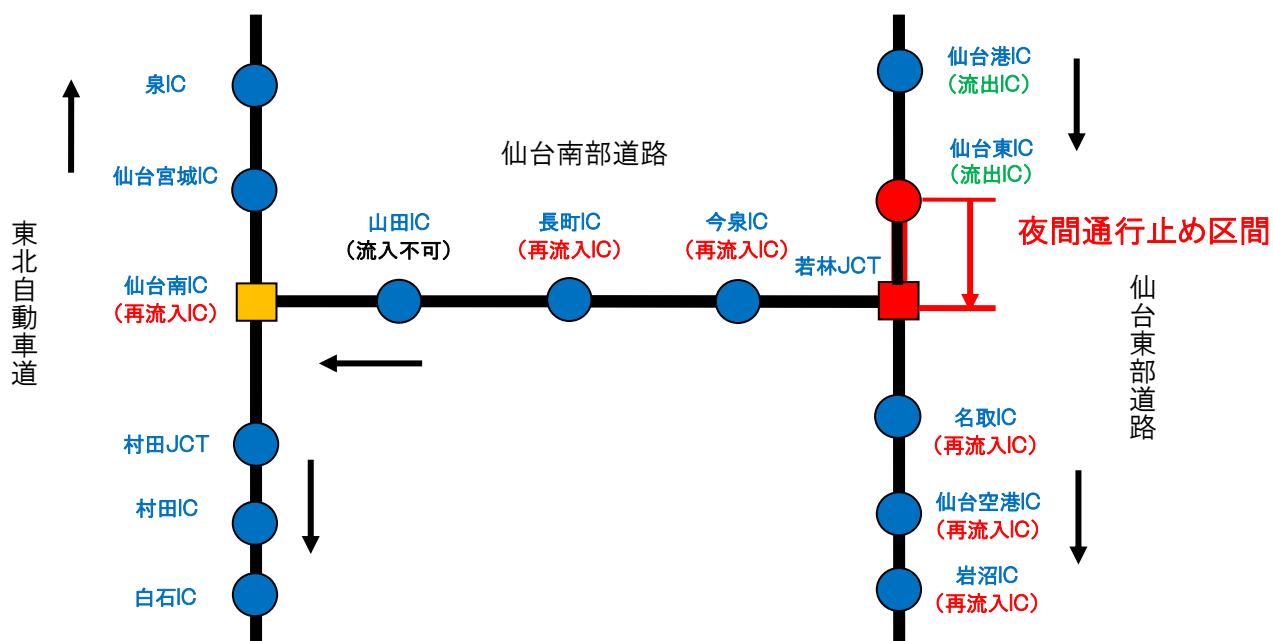 泉IC
仙台宮城IC
仙台南IC
（再流入IC）
村田JCT
村田IC
白石IC
東北自動車道
仙台南部道路
山田IC
（流入不可）
長町IC
（再流入IC）
今泉IC
（再流入IC）
若林JCT
仙台港IC
（流出IC）
仙台東IC
（流出IC）
夜間通行止め区間
仙台東部道路
名取IC
（再流入IC）
仙台空港IC
（再流入IC）
岩沼IC
（再流入IC）